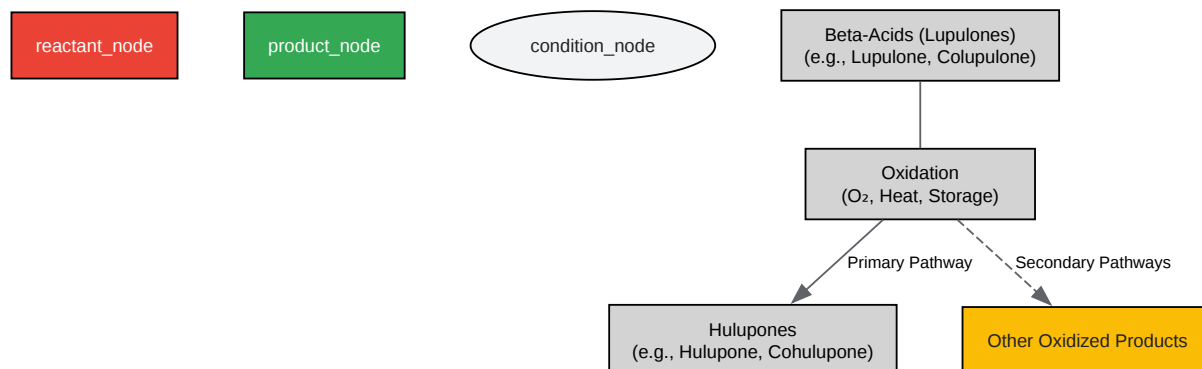 reactant_node
product_node
condition_node
Beta-Acids (Lupulones)
(e.g., Lupulone, Colupulone)
Oxidation
(O₂, Heat, Storage)
Primary Pathway
Secondary Pathways
Hulupones
(e.g., Hulupone, Cohulupone)
Other Oxidized Products